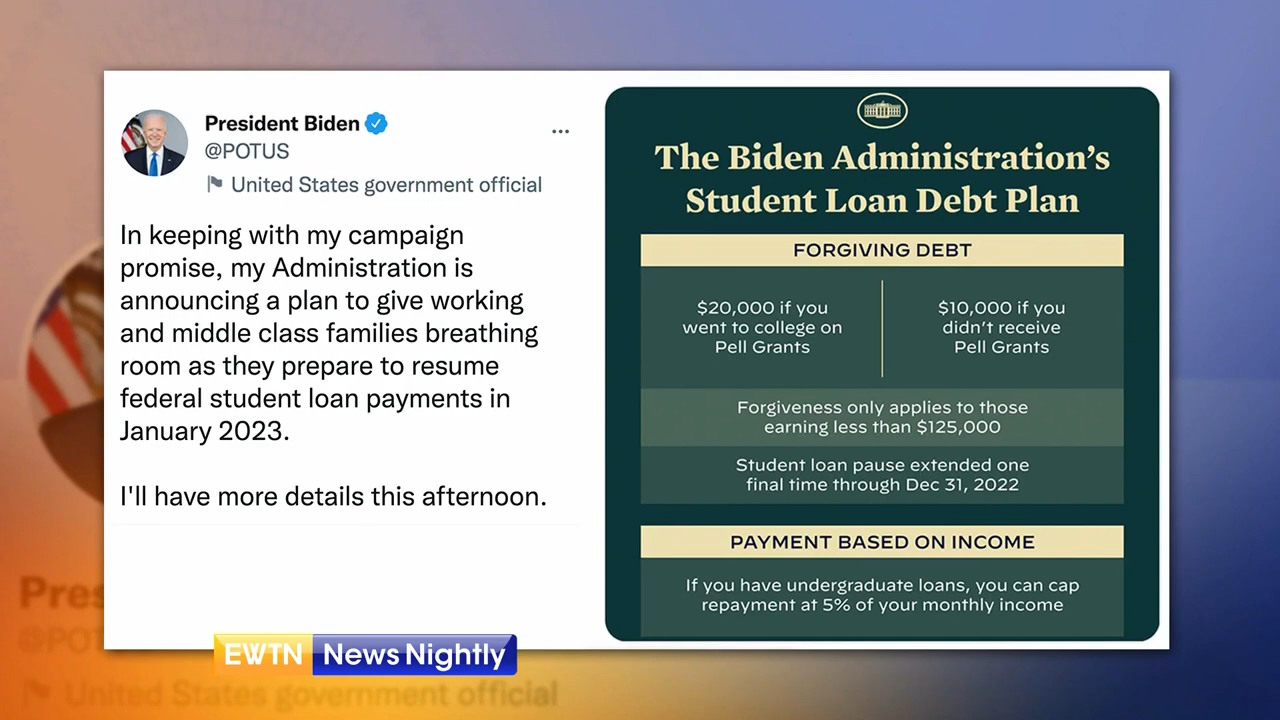 President Biden
@POTUS
United States government official
In keeping with my campaign
promise, my Administration is
announcing a plan to give working
and middle class families breathing
room as they prepare to resume
federal student loan payments in
January 2023.
I'll have more details this afternoon.
The Biden Administration’s
Student Loan Debt Plan
FORGIVING DEBT
$20,000 if you
went to college on
Pell Grants
$10,000 if you
didn’t receive
Pell Grants
Forgiveness only applies to those
earning less than $125,000
Student loan pause extended one
final time through Dec 31, 2022
PAYMENT BASED ON INCOME
If you have undergraduate loans, you can cap
repayment at 5% of your monthly income
Pres
@POT
EWTN News Nightly
United States government official